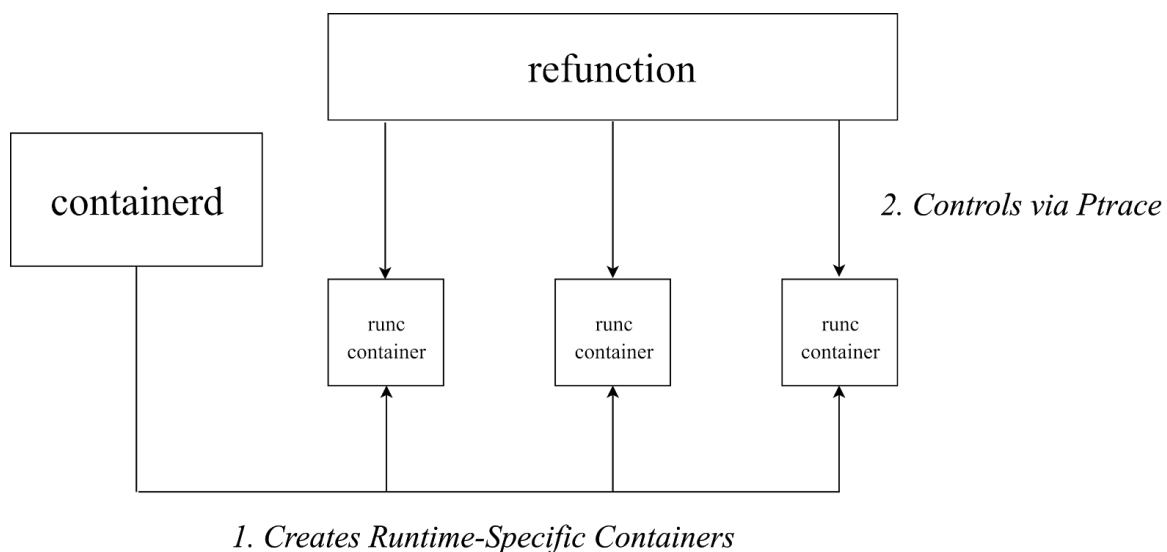 refunction
containerd
2. Controls via Ptrace
runc
container
runc
container
runc
container
1. Creates Runtime-Specific Containers